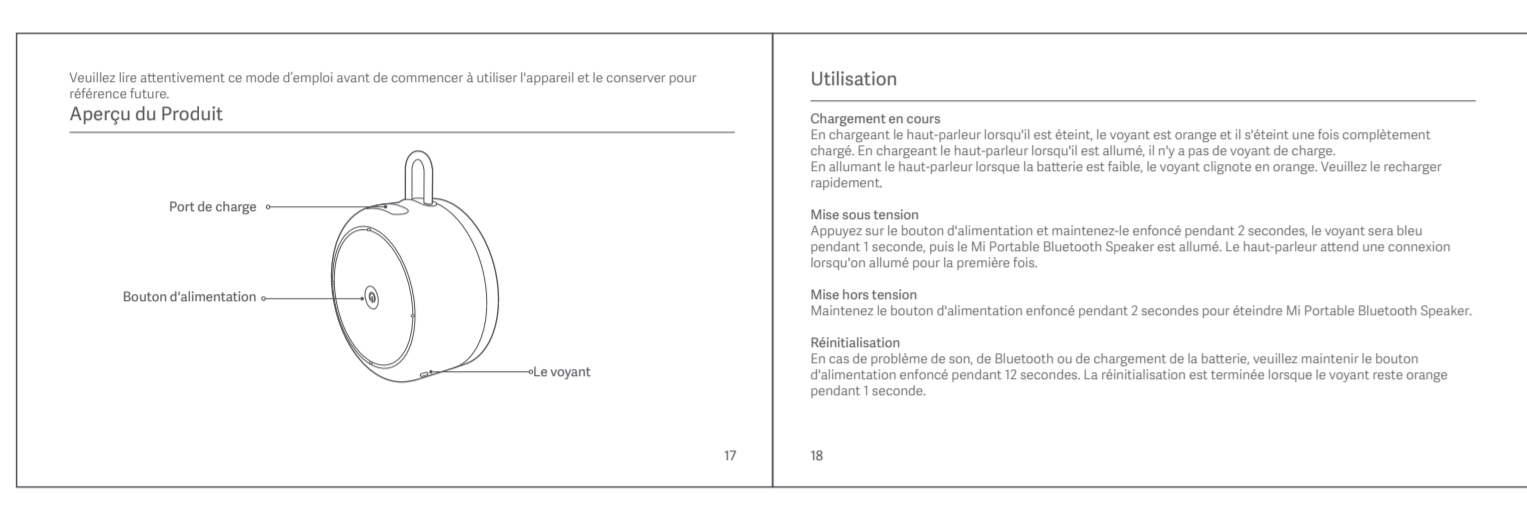 Veuillez lire attentivement ce mode d'emploi avant de commencer à utiliser l'appareil et le conserver pour
référence future.
Aperçu du Produit
Port de charge
Bouton d'alimentation
Le voyant
17
Utilisation
Chargement en cours
En chargeant le haut-parleur lorsqu'il est éteint, le voyant est orange et il s'éteint une fois complètement
chargé. En chargeant le haut-parleur lorsqu'il est allumé, il n'y a pas de voyant de charge.
En allumant le haut-parleur lorsque la batterie est faible, le voyant clignote en orange. Veuillez le recharger
rapidement.
Mise sous tension
Appuyez sur le bouton d'alimentation et maintenez-le enfoncé pendant 2 secondes, le voyant sera bleu
pendant 1 seconde, puis le Mi Portable Bluetooth Speaker est allumé. Le haut-parleur attend une connexion
lorsqu'on allumé pour la première fois.
Mise hors tension
Maintenez le bouton d'alimentation enfoncé pendant 2 secondes pour éteindre Mi Portable Bluetooth Speaker.
Réinitialisation
En cas de problème de son, de Bluetooth ou de chargement de la batterie, veuillez maintenir le bouton
d'alimentation enfoncé pendant 12 secondes. La réinitialisation est terminée lorsque le voyant reste orange
pendant 1 seconde.
18